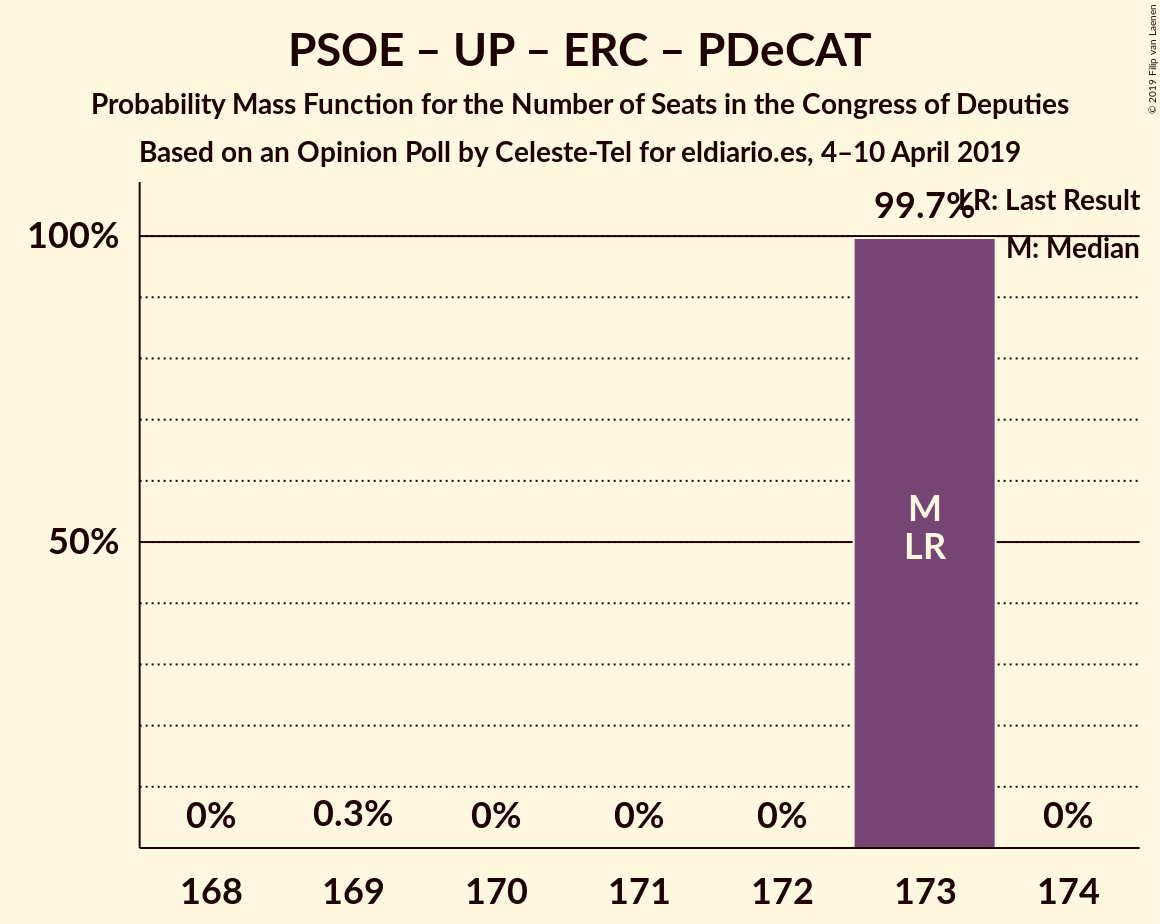 PSOE – UP – ERC – PDeCAT
Probability Mass Function for the Number of Seats in the Congress of Deputies
Based on an Opinion Poll by Celeste-Tel for eldiario.es, 4–10 April 2019
© 2019 Filip van Laenen
LR: Last Result
M: Median
99.7%
100%
50%
M
LR
0%
0.3%
0%
0%
0%
0%
168
169
170
171
172
173
174